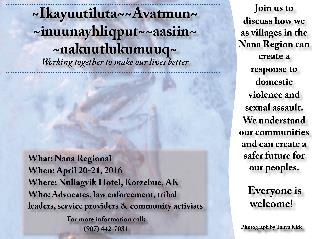 ~Ikayuutiluta~~Avatmun~
~inuunayhliqput~~aasiin~
~nakuutlukumuuq~
Working together to make our lives better
What: Nana Regional
When: April 20-21, 2016
Where: Nullagvik Hotel, Kotzebue, AK
Who: Advocates, law enforcement, tribal
leaders, service providers & community activists
For more information call:
(907) 442-7031
Join us to
discuss how we
as villages in the
Nana Region can
create a
response to
domestic
violence and
sexual assault.
We understand
our communities
and can create a
safer future for
our peoples.
Everyone is
welcome!
Photograph by